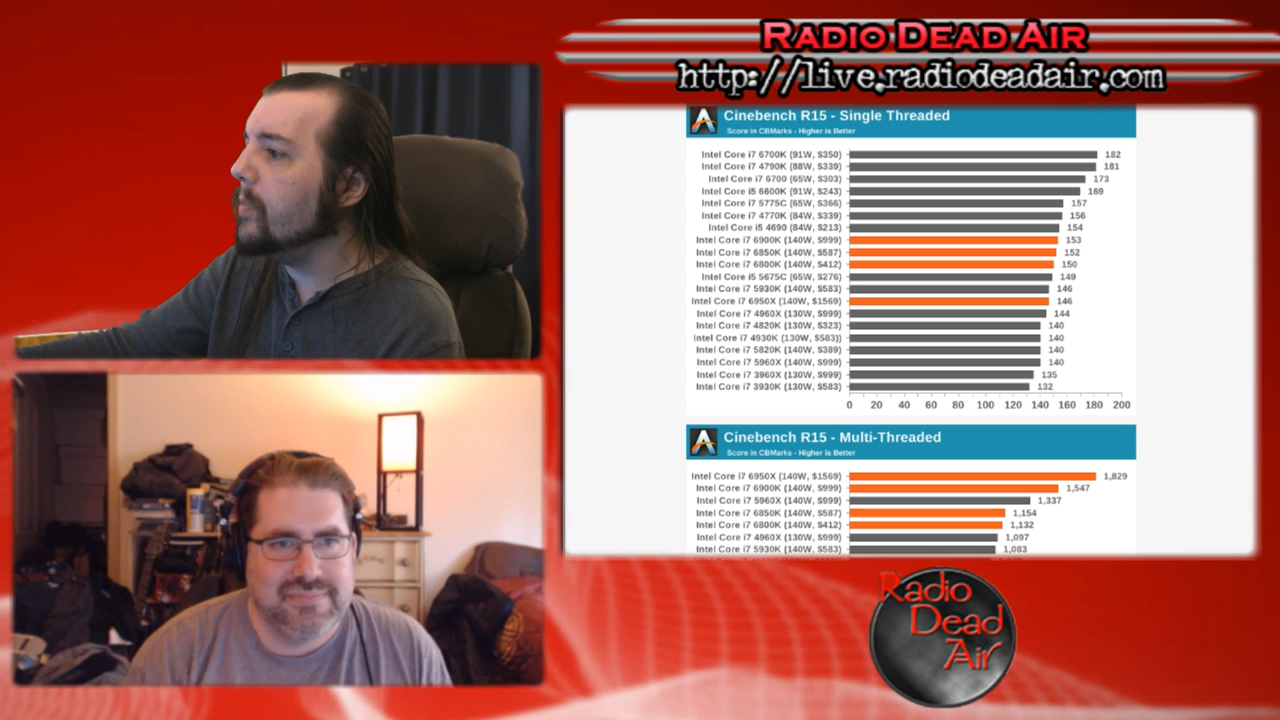 Radio Dead Air
http://live.radiodeadair.com
Cinebench R15 - Single Threaded
Score in CBMarks - Higher is Better
Intel Core i7 6700K (91W, $350) 182
Intel Core i7 4790K (88W, $339) 181
Intel Core i7 6700 (65W, $303) 173
Intel Core i5 6600K (91W, $243) 169
Intel Core i7 5775C (65W, $366) 157
Intel Core i7 4770K (84W, $339) 156
Intel Core i5 4690 (84W, $213) 154
Intel Core i7 6900K (140W, $999) 153
Intel Core i7 6850K (140W, $587) 152
Intel Core i7 6800K (140W, $412) 150
Intel Core i5 5675C (65W, $276) 149
Intel Core i7 5930K (140W, $583) 146
Intel Core i7 6950X (140W, $1569) 146
Intel Core i7 4960X (130W, $999) 144
Intel Core i7 4820K (130W, $323) 140
Intel Core i7 4930K (130W, $583)) 140
Intel Core i7 5820K (140W, $389) 140
Intel Core i7 5960X (140W, $999) 140
Intel Core i7 3960X (130W, $999) 135
Intel Core i7 3930K (130W, $583) 132
0 20 40 60 80 100 120 140 160 180 200
Cinebench R15 - Multi-Threaded
Score in CBMarks - Higher is Better
Intel Core i7 6950X (140W, $1569) 1,829
Intel Core i7 6900K (140W, $999) 1,547
Intel Core i7 5960X (140W, $999) 1,337
Intel Core i7 6850K (140W, $587) 1,154
Intel Core i7 6800K (140W, $412) 1,132
Intel Core i7 4960X (130W, $999) 1,097
Intel Core i7 5930K (140W, $583) 1,083
Radio
Dead
Air